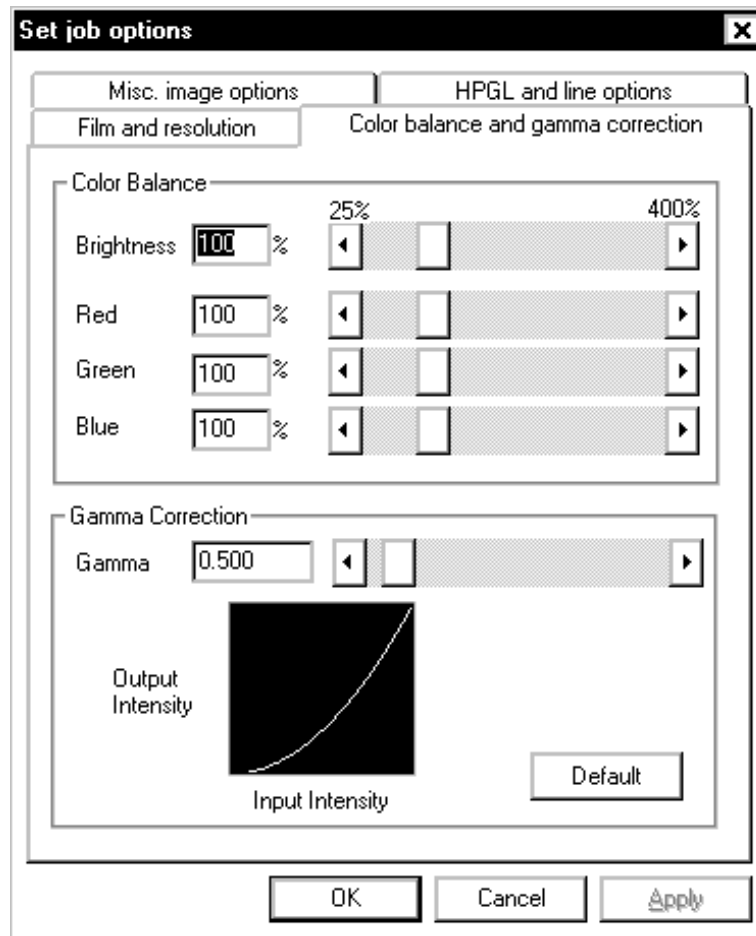 Set job options
Misc. image options
HPGL and line options
Film and resolution
Color balance and gamma correction
Color Balance
25%
400%
Brightness 100 %
Red 100 %
Green 100 %
Blue 100 %
Gamma Correction
Gamma 0.500
Output
Intensity
Input Intensity
Default
OK
Cancel
Apply